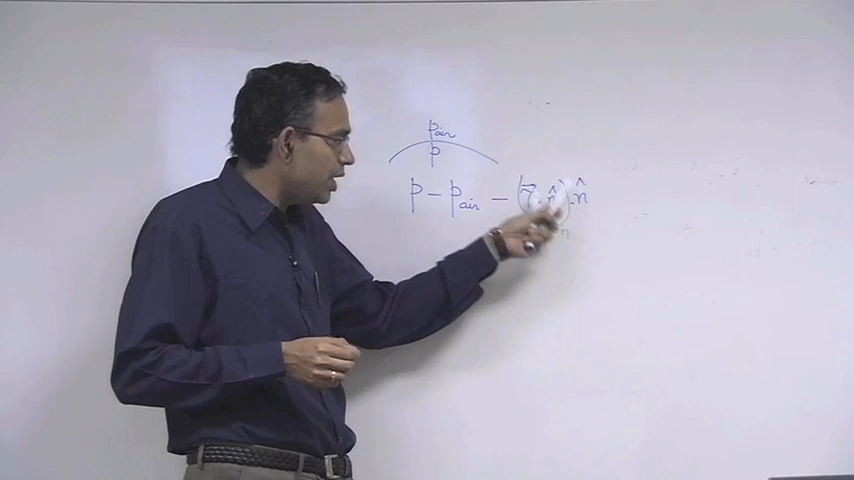 p_air
p
p - p_air - (τ⃗ . n̂) . n̂
n